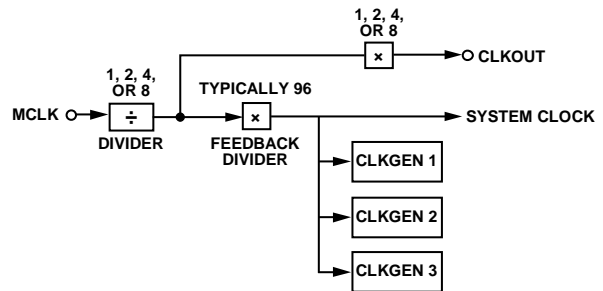 1, 2, 4,
OR 8
×
CLKOUT
1, 2, 4,
OR 8
TYPICALLY 96
MCLK
÷
×
SYSTEM CLOCK
DIVIDER
FEEDBACK
DIVIDER
CLKGEN 1
CLKGEN 2
CLKGEN 3